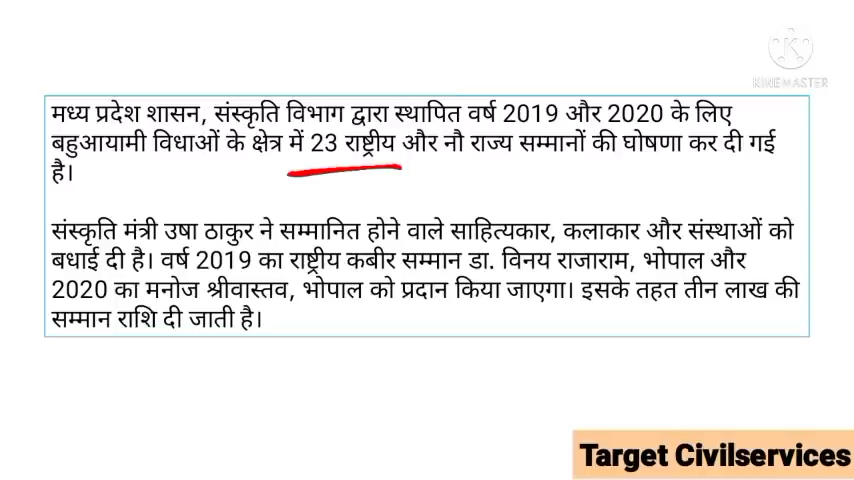 KINEMASTER
मध्य प्रदेश शासन, संस्कृति विभाग द्वारा स्थापित वर्ष 2019 और 2020 के लिए
बहुआयामी विधाओं के क्षेत्र में 23 राष्ट्रीय और नौ राज्य सम्मानों की घोषणा कर दी गई
है।
संस्कृति मंत्री उषा ठाकुर ने सम्मानित होने वाले साहित्यकार, कलाकार और संस्थाओं को
बधाई दी है। वर्ष 2019 का राष्ट्रीय कबीर सम्मान डा. विनय राजाराम, भोपाल और
2020 का मनोज श्रीवास्तव, भोपाल को प्रदान किया जाएगा। इसके तहत तीन लाख की
सम्मान राशि दी जाती है।
Target Civilservices